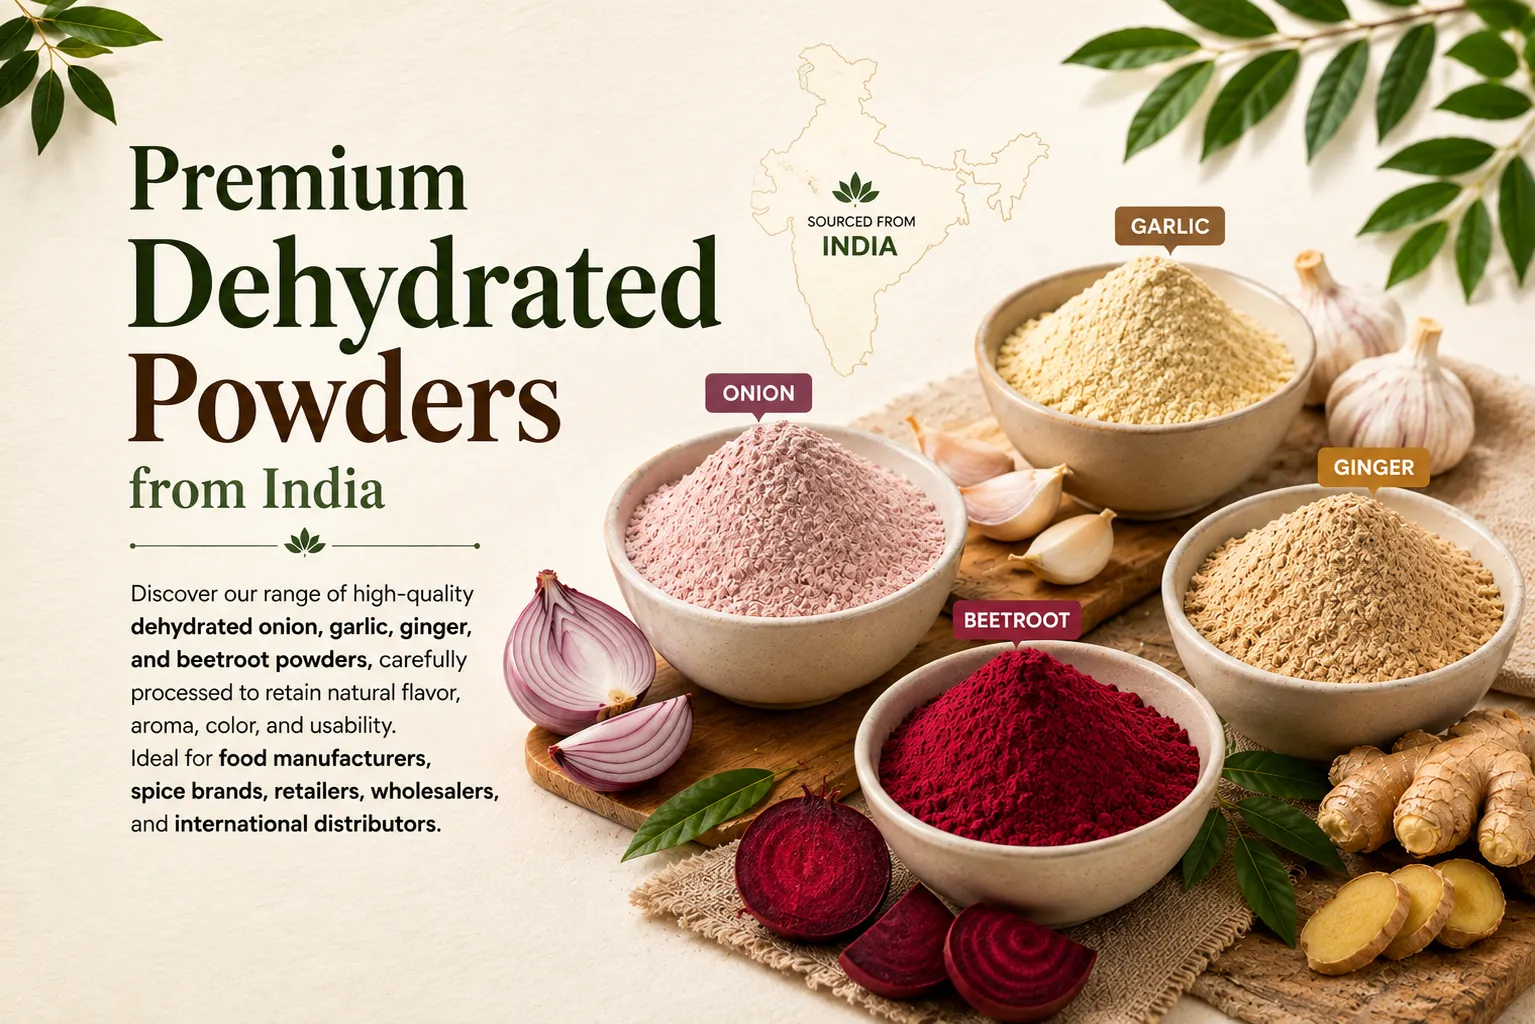 Premium
Dehydrated
Powders
from India
Discover our range of high-quality
dehydrated onion, garlic, ginger,
and beetroot powders, carefully
processed to retain natural flavor,
aroma, color, and usability.
Ideal for food manufacturers,
spice brands, retailers, wholesalers,
and international distributors.
SOURCED FROM
INDIA
GARLIC
ONION
GINGER
BEETROOT